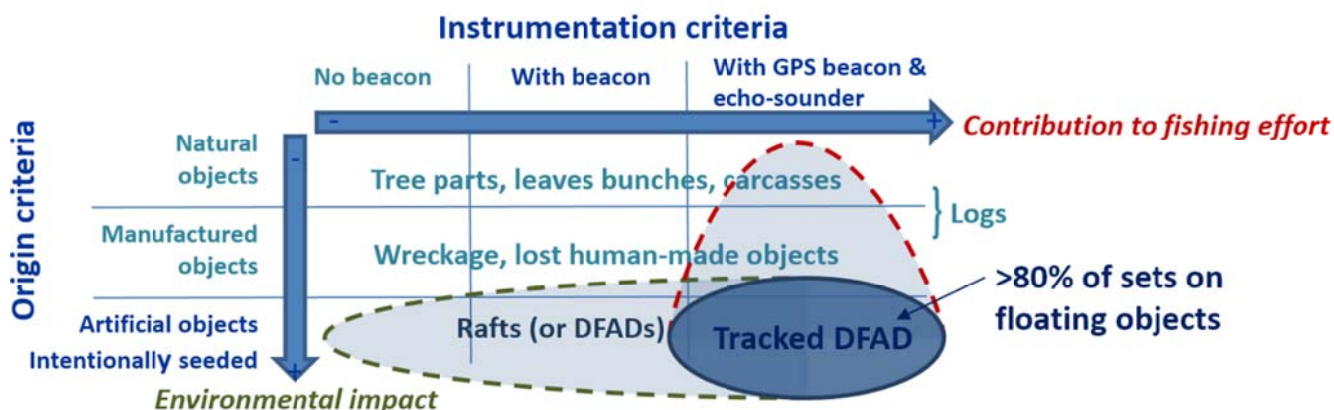 Instrumentation criteria
No beacon
With beacon
With GPS beacon &
echo-sounder
-
+
Contribution to fishing effort
Origin criteria
-
Natural
objects
Tree parts, leaves bunches, carcasses
} Logs
Manufactured
objects
Wreckage, lost human-made objects
>80% of sets on
floating objects
Artificial objects
Intentionally seeded
Rafts (or DFADs)
Tracked DFAD
+
Environmental impact